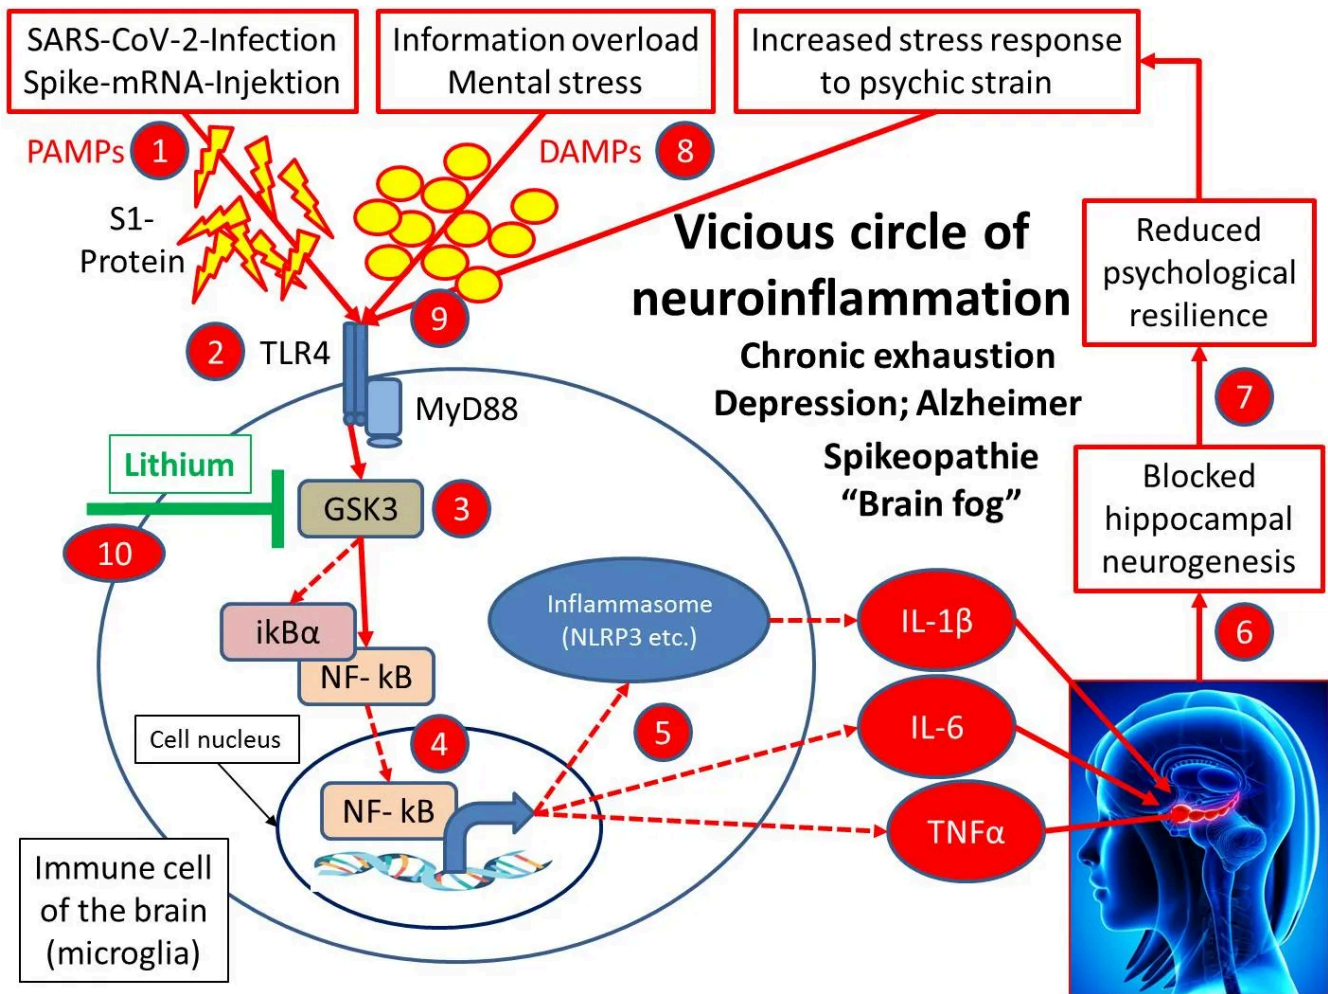 SARS-CoV-2-Infection
Spike-mRNA-Injektion
Information overload
Mental stress
Increased stress response
to psychic strain
PAMPs
1
DAMPs
8
S1-
Protein
Vicious circle of
neuroinflammation
Chronic exhaustion
Depression; Alzheimer
Spikeopathie
“Brain fog”
Reduced
psychological
resilience
9
2
TLR4
MyD88
7
Lithium
GSK3
3
10
Blocked
hippocampal
neurogenesis
ikBα
NF- kB
Inflammasome
(NLRP3 etc.)
IL-1β
6
Cell nucleus
4
5
IL-6
NF- kB
TNFα
Immune cell
of the brain
(microglia)